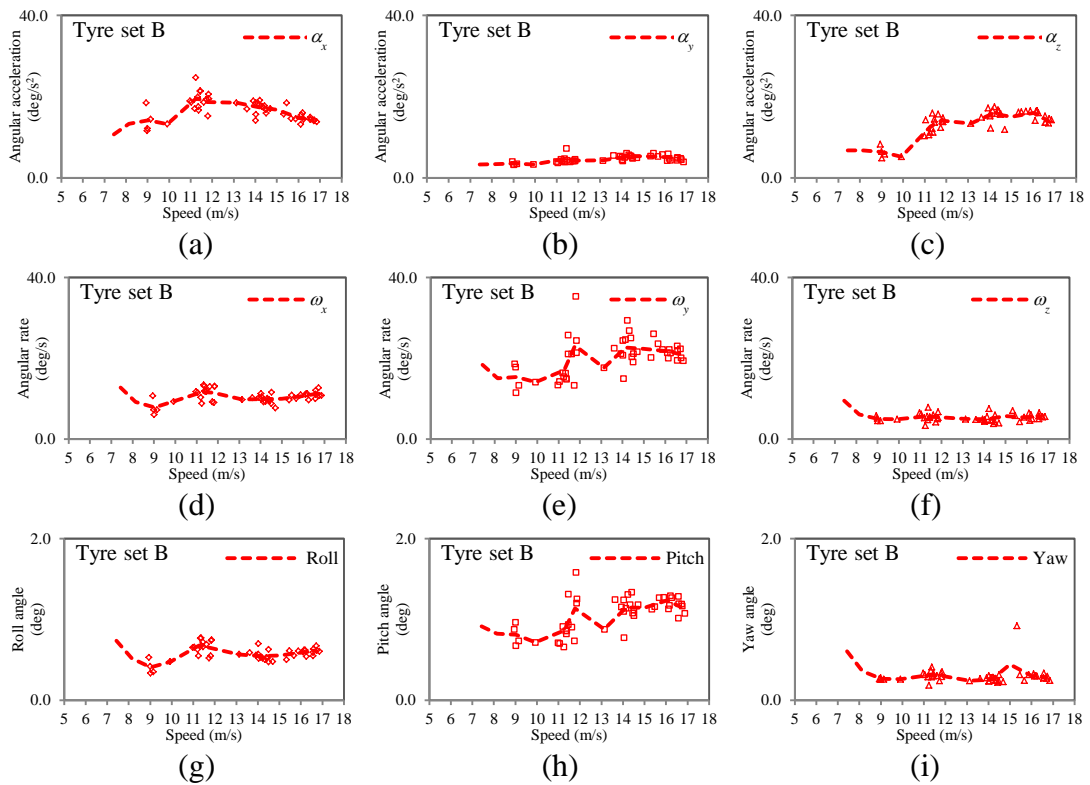 40.0
Tyre set B
α x
Angular acceleration
(deg/s²)
0.0
5 6 7 8 9 10 11 12 13 14 15 16 17 18
Speed (m/s)
(a)
40.0
Tyre set B
α y
Angular acceleration
(deg/s²)
0.0
5 6 7 8 9 10 11 12 13 14 15 16 17 18
Speed (m/s)
(b)
40.0
Tyre set B
α z
Angular acceleration
(deg/s²)
0.0
5 6 7 8 9 10 11 12 13 14 15 16 17 18
Speed (m/s)
(c)
40.0
Tyre set B
ω x
Angular rate
(deg/s)
0.0
5 6 7 8 9 10 11 12 13 14 15 16 17 18
Speed (m/s)
(d)
40.0
Tyre set B
ω y
Angular rate
(deg/s)
0.0
5 6 7 8 9 10 11 12 13 14 15 16 17 18
Speed (m/s)
(e)
40.0
Tyre set B
ω z
Angular rate
(deg/s)
0.0
5 6 7 8 9 10 11 12 13 14 15 16 17 18
Speed (m/s)
(f)
2.0
Tyre set B
Roll
Roll angle
(deg)
0.0
5 6 7 8 9 10 11 12 13 14 15 16 17 18
Speed (m/s)
(g)
2.0
Tyre set B
Pitch
Pitch angle
(deg)
0.0
5 6 7 8 9 10 11 12 13 14 15 16 17 18
Speed (m/s)
(h)
2.0
Tyre set B
Yaw
Yaw angle
(deg)
0.0
5 6 7 8 9 10 11 12 13 14 15 16 17 18
Speed (m/s)
(i)